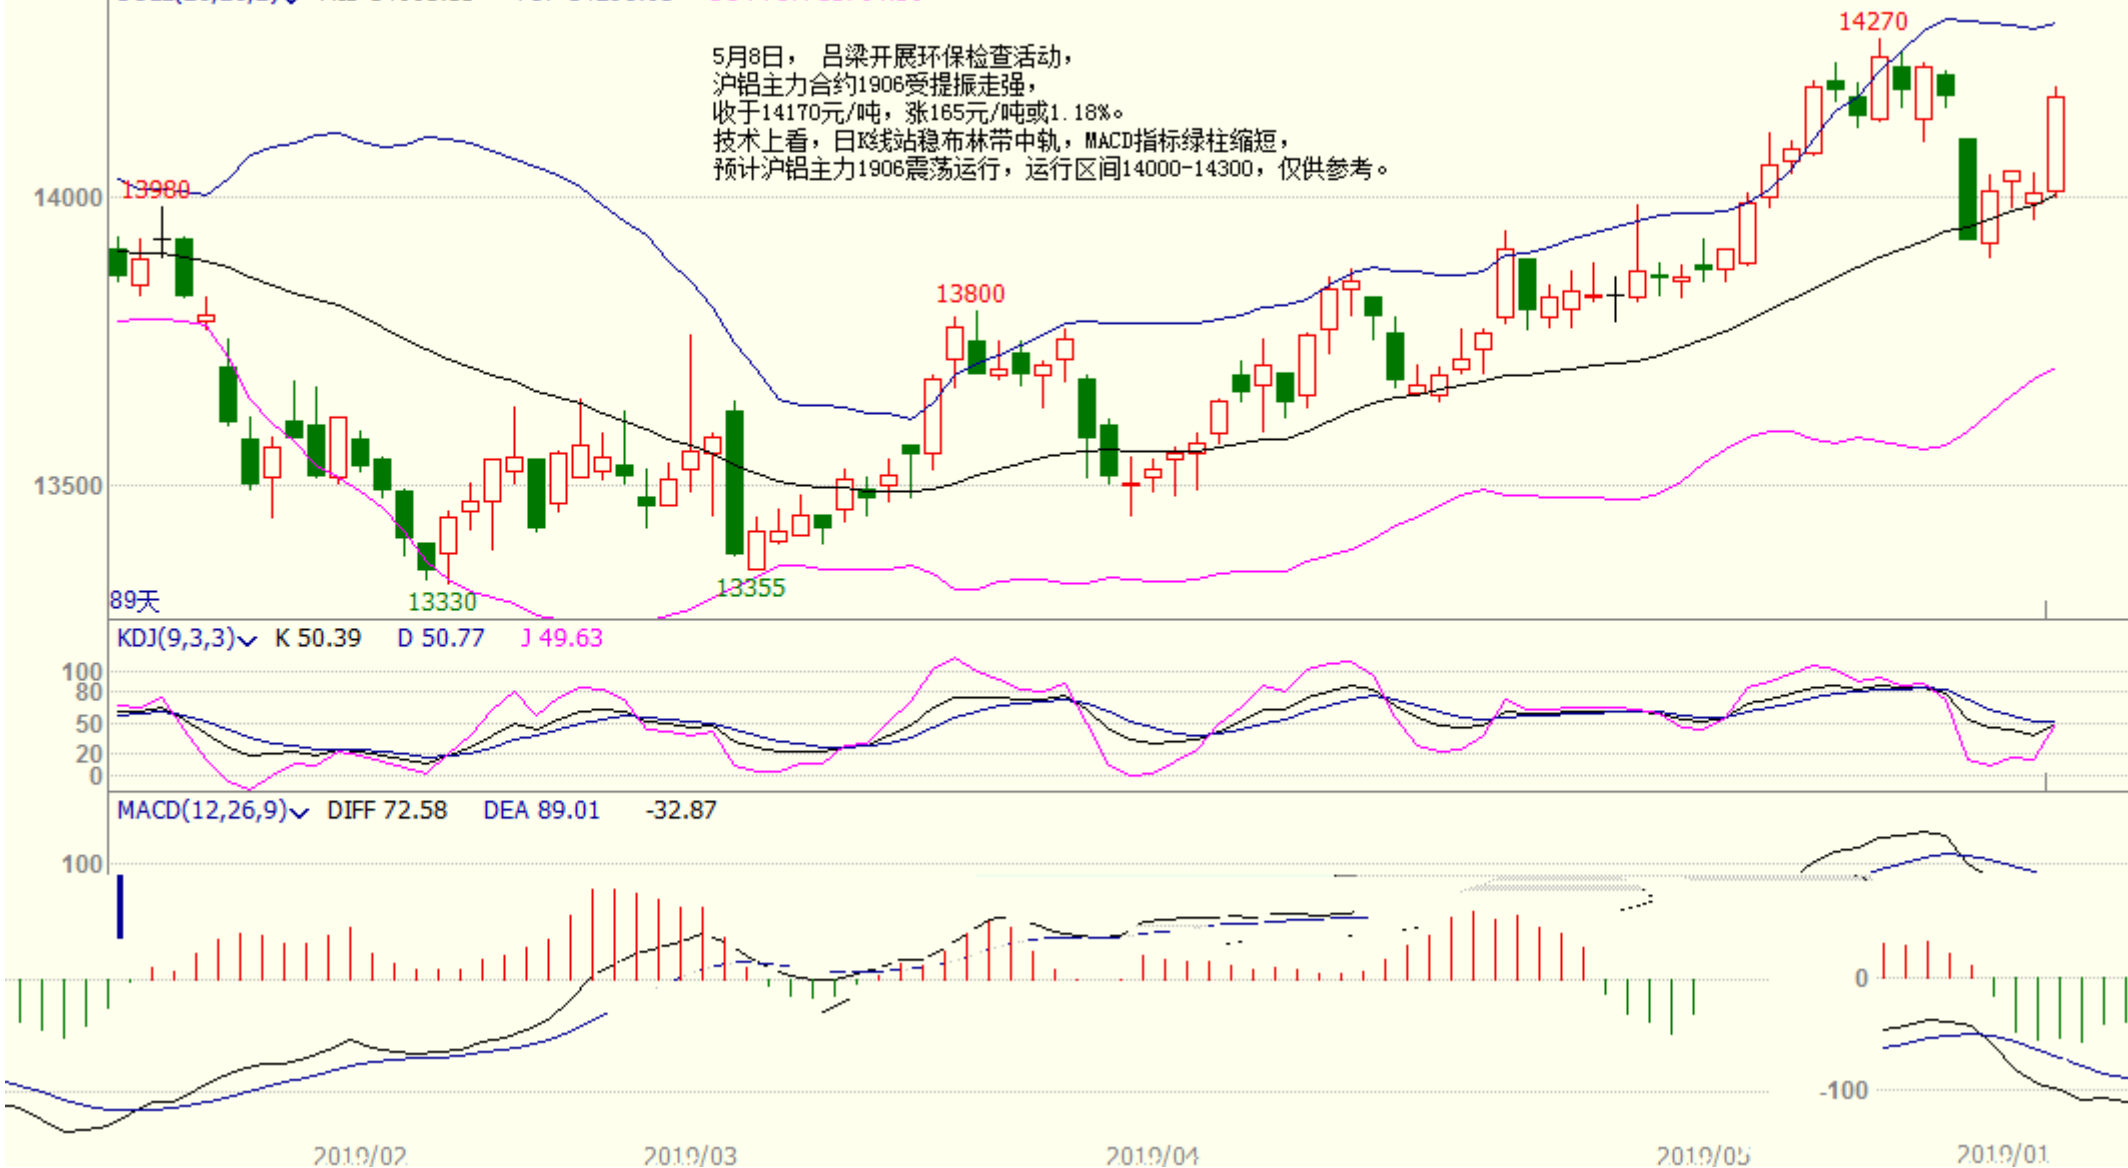 14270
5月8日， 吕梁开展环保检查活动，
沪铝主力合约1906受提振走强，
收于14170元/吨，涨165元/吨或1.18%。
技术上看，日K线站稳布林带中轨，MACD指标绿柱缩短，
预计沪铝主力1906震荡运行，运行区间14000-14300，仅供参考。
13980
14000
13800
13500
13355
13330
89天
KDJ(9,3,3) K 50.39 D 50.77 J 49.63
100
80
50
20
0
MACD(12,26,9) DIFF 72.58 DEA 89.01 -32.87
100
0
-100
2019/02 2019/03 2019/04 2019/05 2019/01